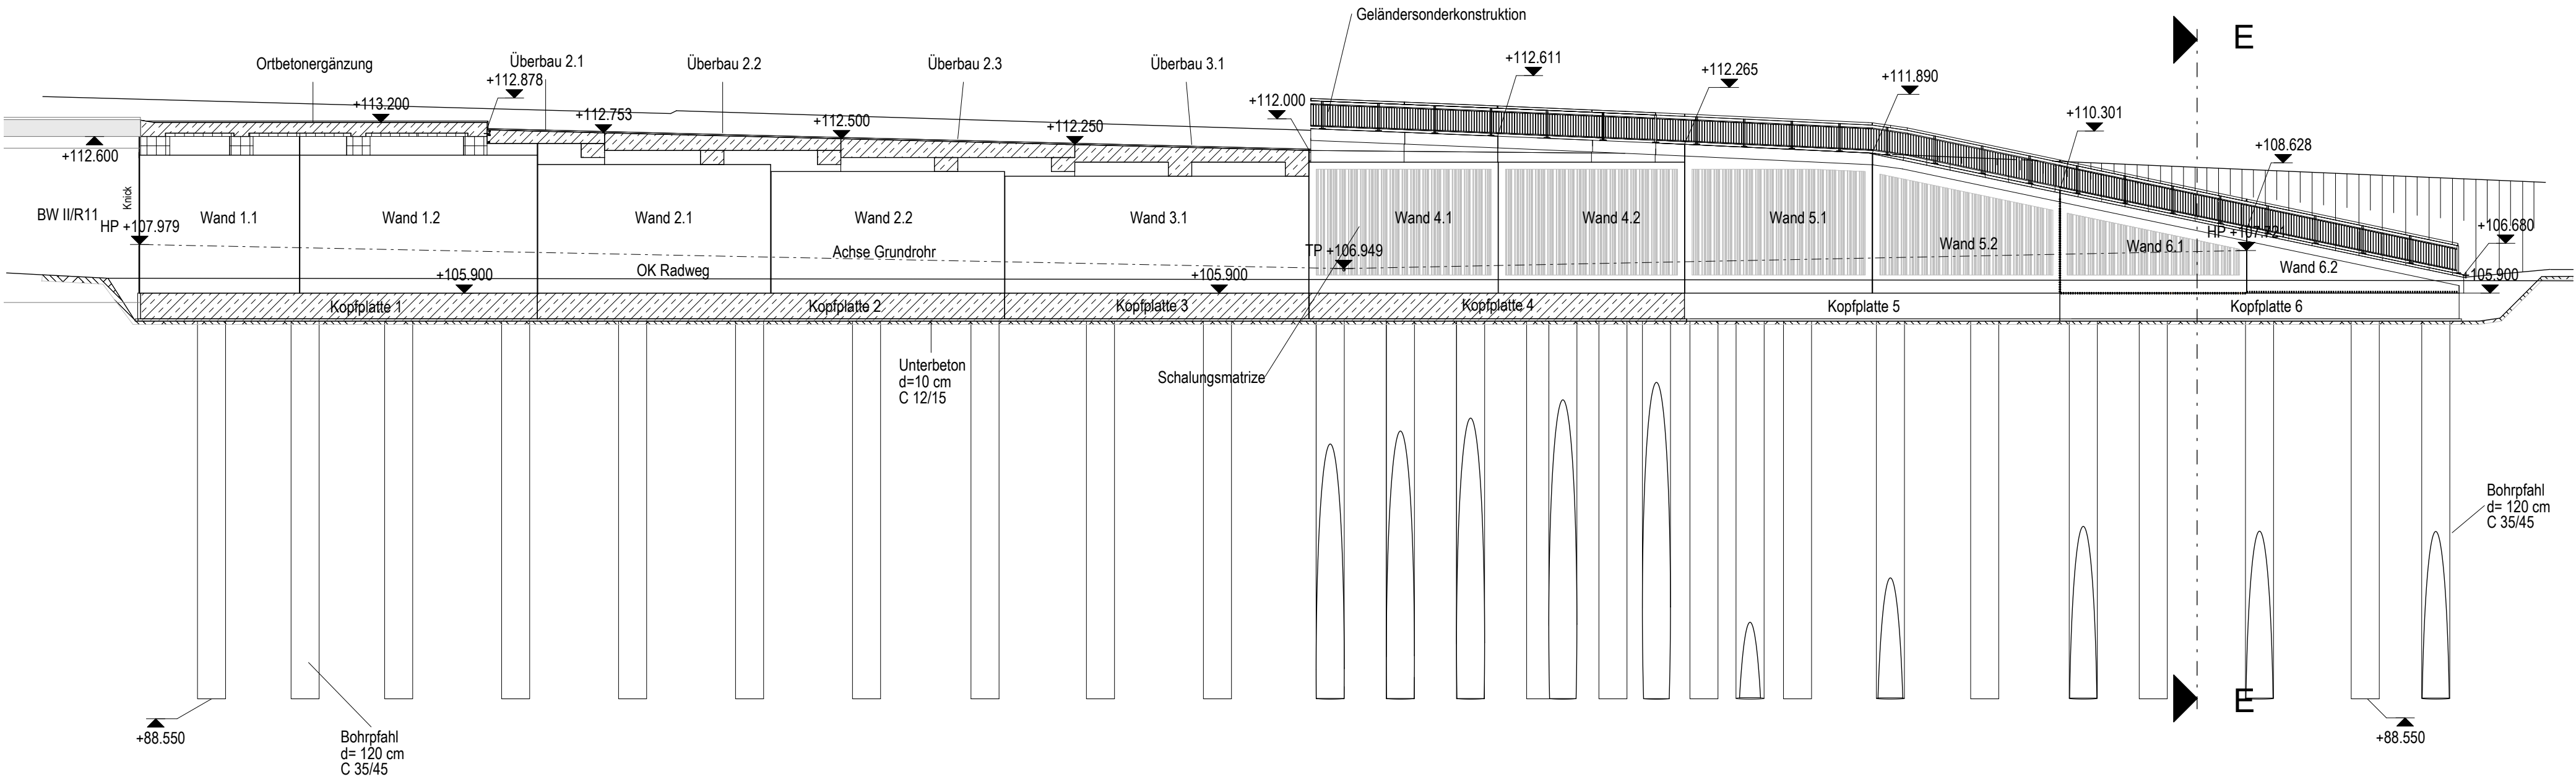 Geländersonderkonstruktion
E
Ortbetonergänzung
Überbau 2.1
Überbau 2.2
Überbau 2.3
Überbau 3.1
+112.611
+112.265
+111.890
+112.878
+113.200
+112.753
+112.500
+112.250
+112.000
+110.301
+108.628
+112.600
Knick
BW II/R11
HP +107.979
Wand 1.1
Wand 1.2
Wand 2.1
Wand 2.2
Wand 3.1
Wand 4.1
Wand 4.2
Wand 5.1
Wand 5.2
Wand 6.1
HP +107.721
+106.680
Achse Grundrohr
TP +106.949
Wand 6.2
OK Radweg
+105.900
+105.900
+105.900
Kopfplatte 1
Kopfplatte 2
Kopfplatte 3
Kopfplatte 4
Kopfplatte 5
Kopfplatte 6
Unterbeton
d=10 cm
C 12/15
Schalungsmatrize
Bohrpfahl
d= 120 cm
C 35/45
E
+88.550
Bohrpfahl
d= 120 cm
C 35/45
+88.550